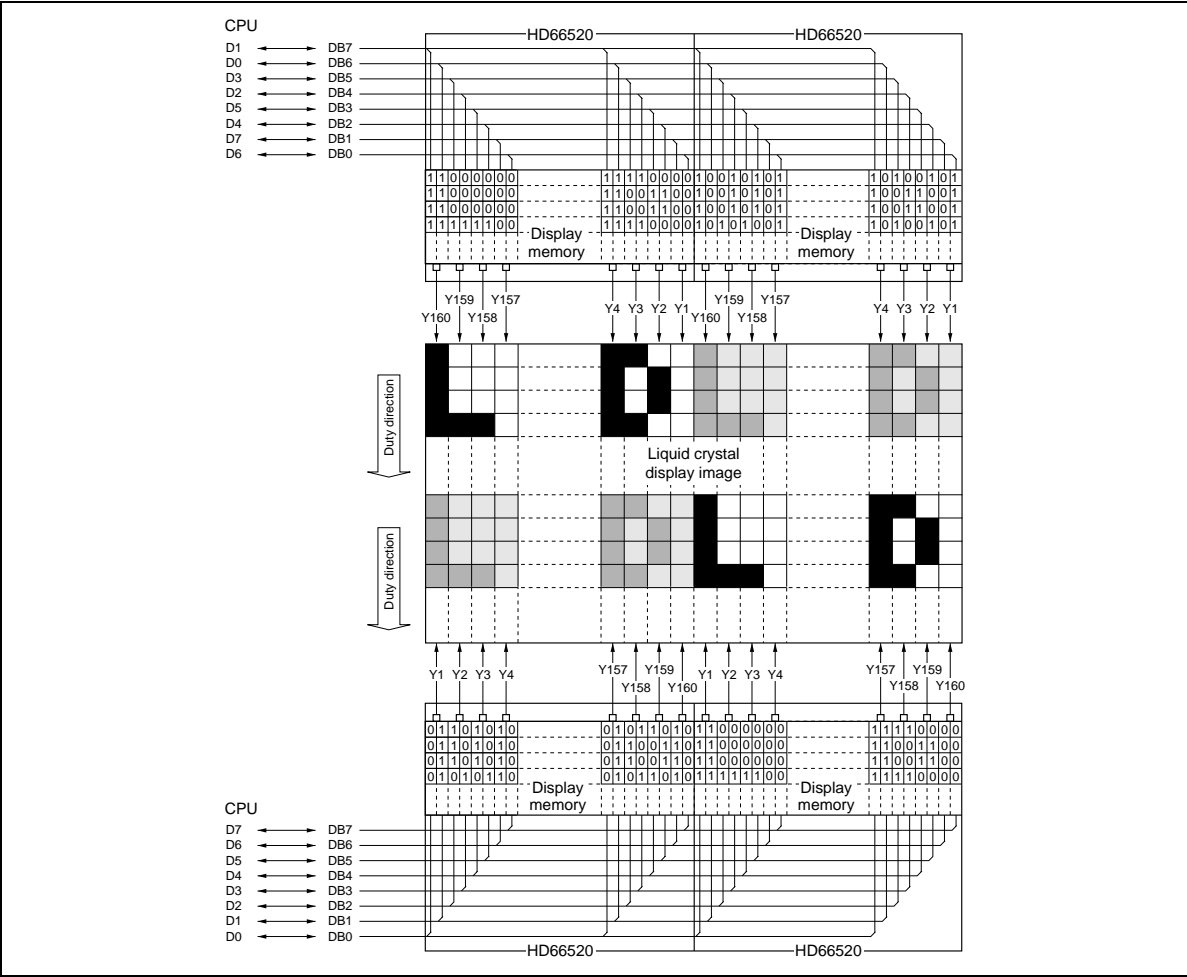 CPU
HD66520 HD66520
D1 DB7
D0 DB6
D3 DB5
D2 DB4
D5 DB3
D4 DB2
D7 DB1
D6 DB0
1 1 0 0 0 0 0 0 1 1 1 1 0 0 0 0 1 0 0 1 0 1 0 1 1 0 1 0 0 1 0 1
1 1 0 0 0 0 0 0 1 1 0 0 1 1 0 0 1 0 0 1 0 1 0 1 1 0 0 1 1 0 0 1
1 1 0 0 0 0 0 0 1 1 0 0 1 1 0 0 1 0 0 1 0 1 0 1 1 0 0 1 1 0 0 1
1 1 1 1 1 1 0 0 1 1 1 1 0 0 0 0 1 0 1 0 1 0 0 1 1 0 1 0 0 1 0 1
Display memory Display memory
Y160 Y159 Y158 Y157 Y4 Y3 Y2 Y1 Y160 Y159 Y158 Y157 Y4 Y3 Y2 Y1
Duty direction
Liquid crystal
display image
Duty direction
Y1 Y2 Y3 Y4 Y157 Y158 Y159 Y160 Y1 Y2 Y3 Y4 Y157 Y158 Y159 Y160
0 1 1 0 1 0 1 0 0 1 0 1 1 0 1 0 1 1 0 0 0 0 0 0 1 1 1 1 0 0 0 0
0 1 1 0 1 0 1 0 0 1 1 0 0 1 1 0 1 1 0 0 0 0 0 0 1 1 0 0 1 1 0 0
0 1 1 0 1 0 1 0 0 1 1 0 0 1 1 0 1 1 0 0 0 0 0 0 1 1 0 0 1 1 0 0
0 1 0 1 0 1 1 0 0 1 0 1 1 0 1 0 1 1 1 1 1 1 0 0 1 1 1 1 0 0 0 0
Display memory Display memory
CPU
D7 DB7
D6 DB6
D5 DB5
D4 DB4
D3 DB3
D2 DB2
D1 DB1
D0 DB0
HD66520 HD66520